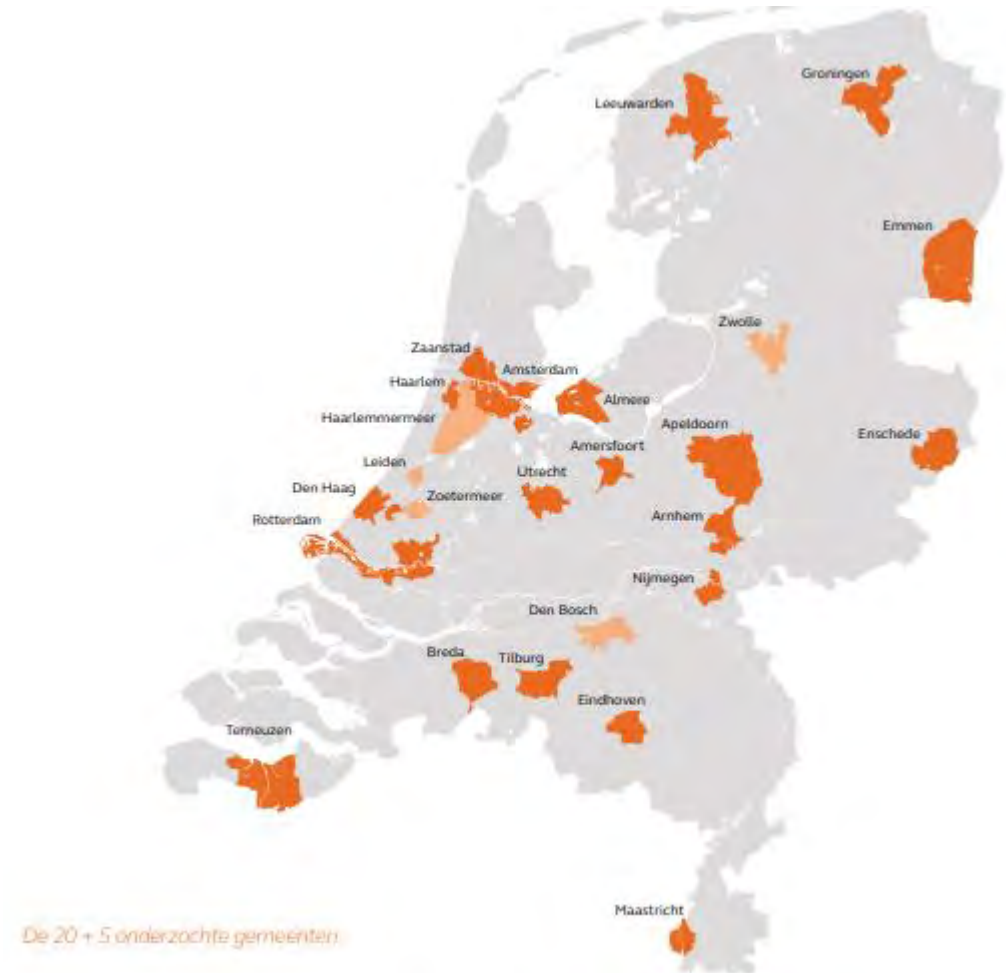 Groningen
Leeuwarden
Emmen
Zwolle
Zaanstad
Amsterdam
Haarlem
Almere
Haarlemmermeer
Apeldoorn
Enschede
Amersfoort
Leiden
Utrecht
Den Haag
Zoetermeer
Rotterdam
Arnhem
Nijmegen
Den Bosch
Breda
Tilburg
Eindhoven
Terneuzen
Maastricht
De 20 + 5 onderzochte gemeenten